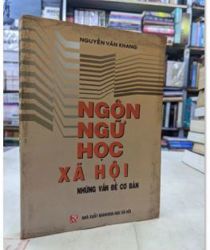 NGUYỄN VĂN KHANG
NGÔN
NGỮ
HỌC
XÃ HỘI
NHỮNG VẤN ĐỀ CƠ BẢN
NHÀ XUẤT BẢN KHOA HỌC XÃ HỘI